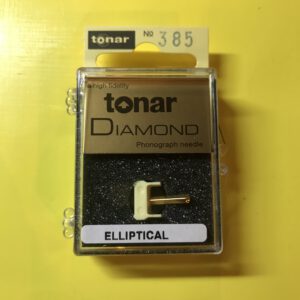 tonar No 385
high fidelity
tonar
DIAMOND
Phonograph needle
ELLIPTICAL